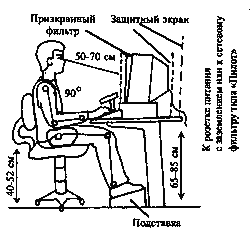 Приэкранный
фильтр
Защитный экран
50-70 см
90°
40-52 см
65-85 см
Подставка
К розетке питания
с заземлением или к сетевому
фильтру типа «Пилот»